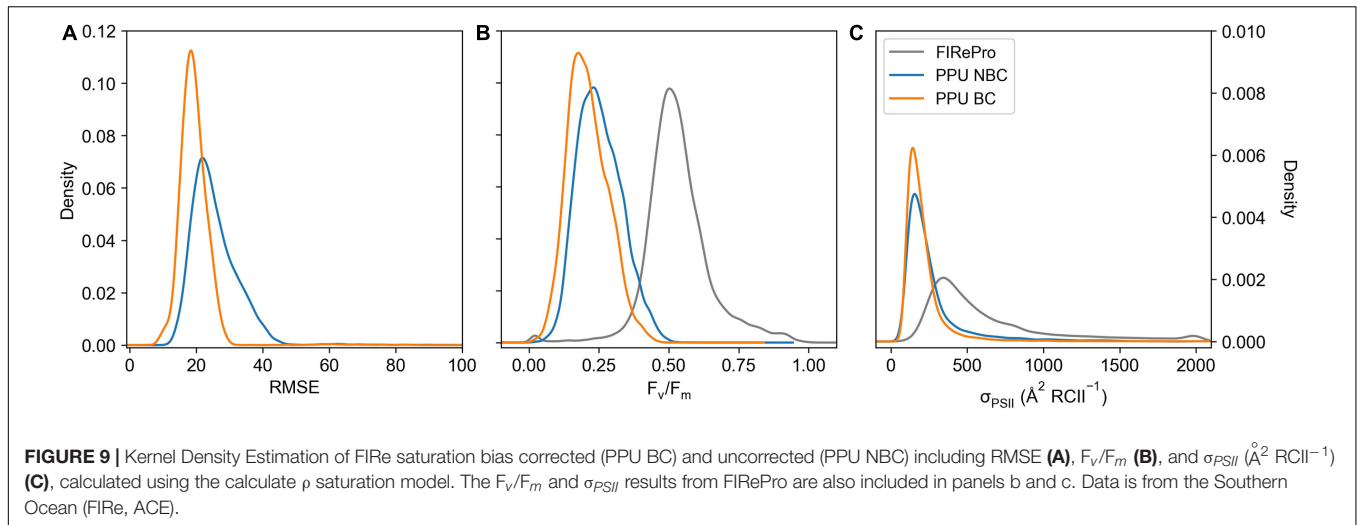 A
0.12
0.10
0.08
0.06
0.04
0.02
0.00
Density
0
20
40
60
80
100
RMSE
B
0.00
0.25
0.50
0.75
1.00
Fv/Fm
C
FIRePro
PPU NBC
PPU BC
0.010
0.008
0.006
0.004
0.002
0.000
Density
0
500
1000
1500
2000
σPSII (Å² RCII⁻¹)
FIGURE 9 | Kernel Density Estimation of FIRe saturation bias corrected (PPU BC) and uncorrected (PPU NBC) including RMSE (A), Fv/Fm (B), and σPSII (Å² RCII⁻¹)
(C), calculated using the calculate ρ saturation model. The Fv/Fm and σPSII results from FIRePro are also included in panels b and c. Data is from the Southern
Ocean (FIRe, ACE).